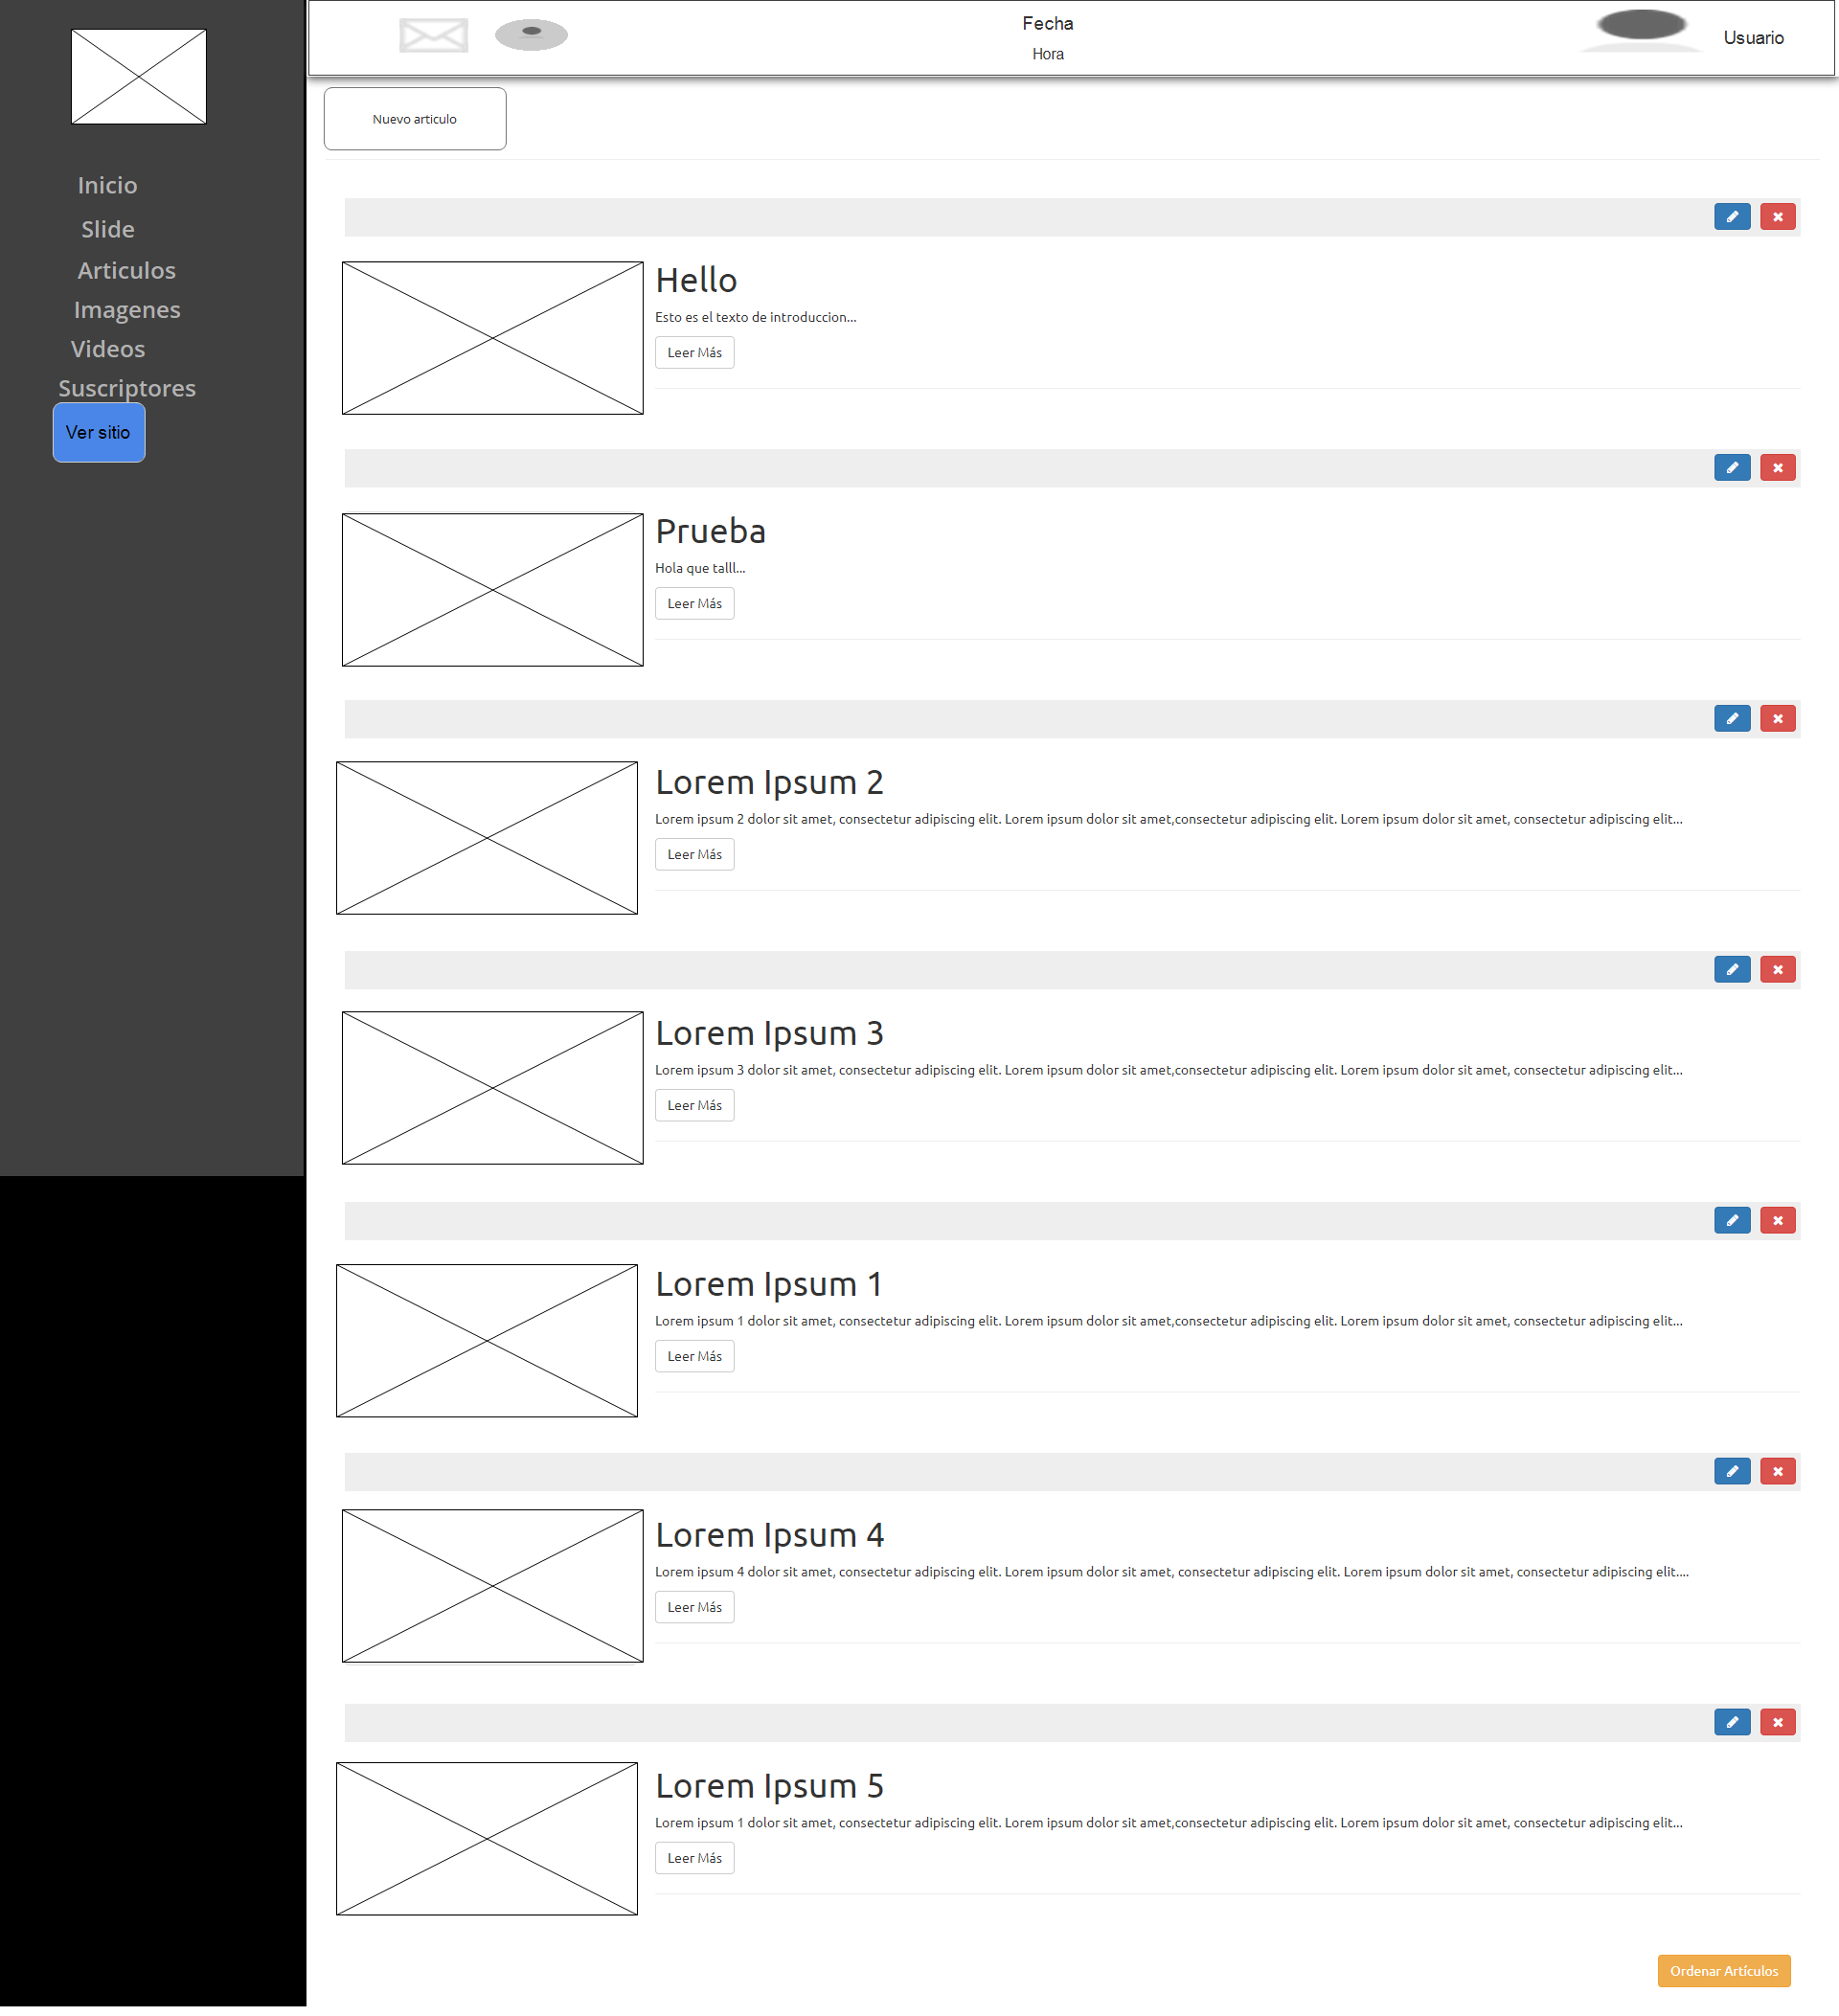 Fecha
Hora
Usuario
Inicio
Slide
Articulos
Imagenes
Videos
Suscriptores
Ver sitio
Nuevo articulo
Hello
Esto es el texto de introduccion...
Leer Más
Prueba
Hola que talll...
Leer Más
Lorem Ipsum 2
Lorem ipsum 2 dolor sit amet, consectetur adipiscing elit. Lorem ipsum dolor sit amet,consectetur adipiscing elit. Lorem ipsum dolor sit amet, consectetur adipiscing elit...
Leer Más
Lorem Ipsum 3
Lorem ipsum 3 dolor sit amet, consectetur adipiscing elit. Lorem ipsum dolor sit amet,consectetur adipiscing elit. Lorem ipsum dolor sit amet, consectetur adipiscing elit...
Leer Más
Lorem Ipsum 1
Lorem ipsum 1 dolor sit amet, consectetur adipiscing elit. Lorem ipsum dolor sit amet,consectetur adipiscing elit. Lorem ipsum dolor sit amet, consectetur adipiscing elit...
Leer Más
Lorem Ipsum 4
Lorem ipsum 4 dolor sit amet, consectetur adipiscing elit. Lorem ipsum dolor sit amet, consectetur adipiscing elit. Lorem ipsum dolor sit amet, consectetur adipiscing elit....
Leer Más
Lorem Ipsum 5
Lorem ipsum 1 dolor sit amet, consectetur adipiscing elit. Lorem ipsum dolor sit amet,consectetur adipiscing elit. Lorem ipsum dolor sit amet, consectetur adipiscing elit...
Leer Más
Ordenar Artículos